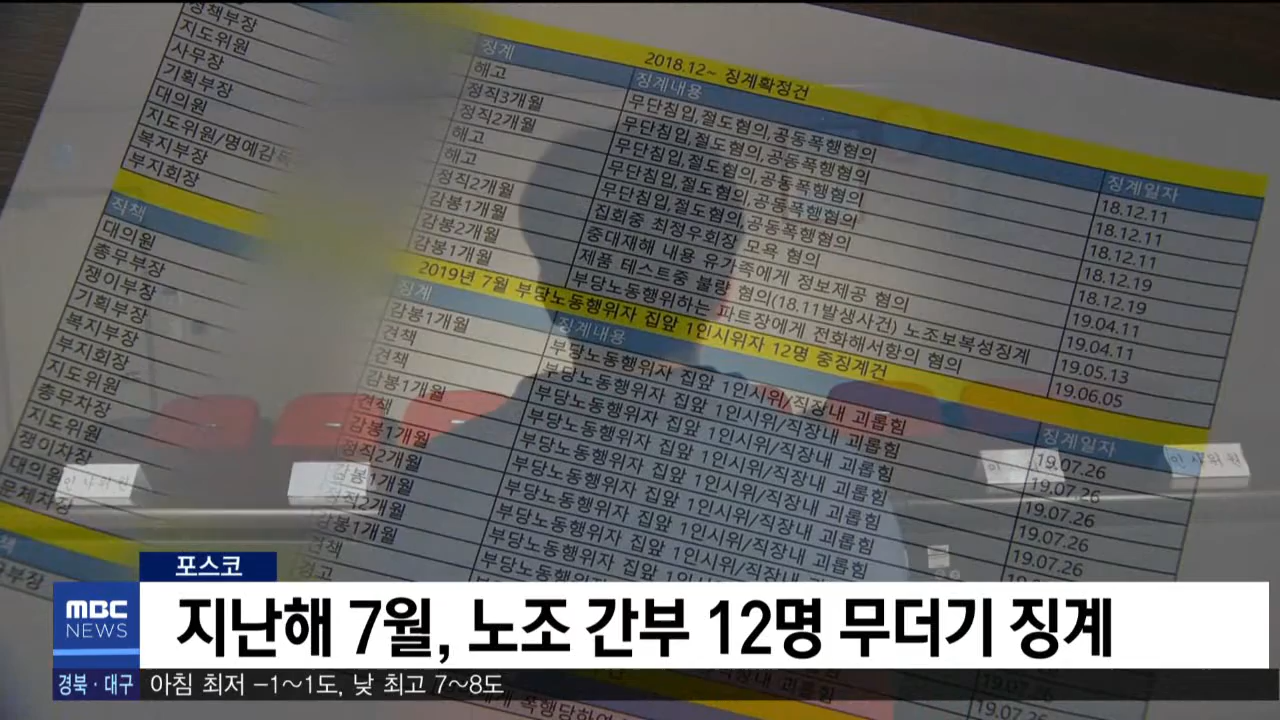 정책부장
지도위원
사무장
기획부장
대의원
지도위원/명예감독
복지부장
부지회장
2018.12~ 징계확정건
징계 징계내용 징계일자
해고 무단침입,절도혐의,공동폭행혐의 18.12.11
정직3개월 무단침입,절도혐의,공동폭행혐의 18.12.11
정직2개월 무단침입,절도혐의,공동폭행혐의 18.12.11
해고 무단침입,절도혐의,공동폭행혐의 18.12.19
해고 무단침입,절도혐의,공동폭행혐의 18.12.19
정직2개월 집회중 최정우회장 모욕 혐의 19.04.11
감봉1개월 중대재해 내용 유가족에게 정보제공 혐의 19.04.11
감봉2개월 제품 테스트중 불량 혐의(18.11발생사건) 노조보복성징계 19.05.13
감봉1개월 부당노동행위하는 파트장에게 전화해서항의 혐의 19.06.05
2019년 7월 부당노동행위자 집앞 1인시위자 12명 중징계건
직책 징계 징계내용 징계일자
대의원 감봉1개월 부당노동행위자 집앞 1인시위/직장내 괴롭힘 19.07.26
총무부장 견책 부당노동행위자 집앞 1인시위/직장내 괴롭힘 19.07.26
쟁이부장 견책 부당노동행위자 집앞 1인시위/직장내 괴롭힘 19.07.26
기획부장 감봉1개월 부당노동행위자 집앞 1인시위/직장내 괴롭힘 19.07.26
복지부장 견책 부당노동행위자 집앞 1인시위/직장내 괴롭힘 19.07.26
부지회장 감봉1개월 부당노동행위자 집앞 1인시위/직장내 괴롭힘
지도위원 정직2개월 부당노동행위자 집앞 1인시위/직장내 괴롭힘
총무차장 감봉1개월 부당노동행위자 집앞 1인시위/직장내 괴롭힘
지도위원 정직2개월
쟁이차장 감봉1개월
대의원 견책
문체차장 경고
인사위원
인사위원
포스코
MBC NEWS
지난해 7월, 노조 간부 12명 무더기 징계
경북·대구 아침 최저 -1~1도, 낮 최고 7~8도
괴롭힘 19.07.26